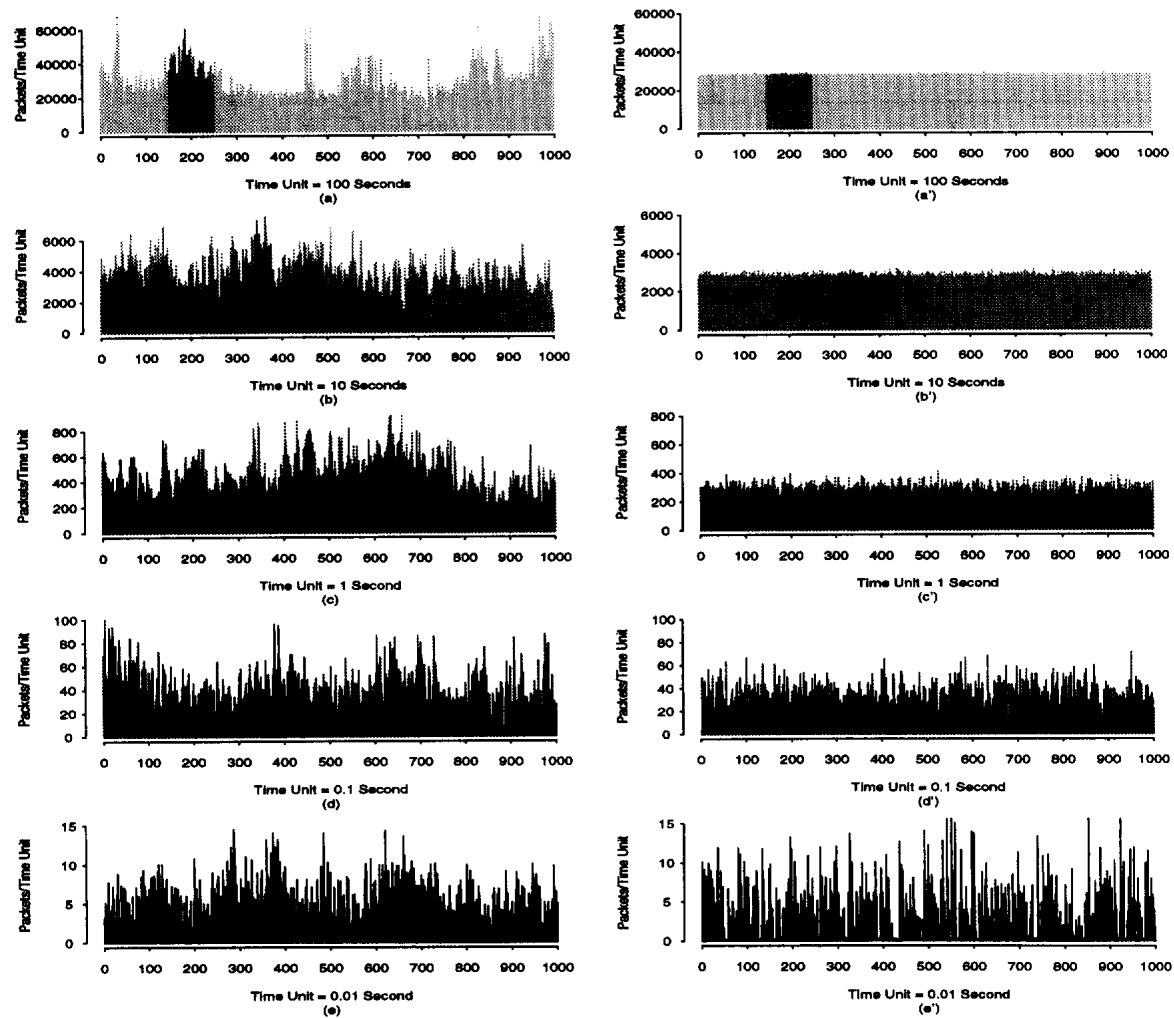 Packets/Time Unit
60000
40000
20000
0
0 100 200 300 400 500 600 700 800 900 1000
Time Unit = 100 Seconds
(a)
Packets/Time Unit
60000
40000
20000
0
0 100 200 300 400 500 600 700 800 900 1000
Time Unit = 100 Seconds
(a')
Packets/Time Unit
6000
4000
2000
0
0 100 200 300 400 500 600 700 800 900 1000
Time Unit = 10 Seconds
(b)
Packets/Time Unit
6000
4000
2000
0
0 100 200 300 400 500 600 700 800 900 1000
Time Unit = 10 Seconds
(b')
Packets/Time Unit
800
600
400
200
0
0 100 200 300 400 500 600 700 800 900 1000
Time Unit = 1 Second
(c)
Packets/Time Unit
800
600
400
200
0
0 100 200 300 400 500 600 700 800 900 1000
Time Unit = 1 Second
(c')
Packets/Time Unit
100
80
60
40
20
0
0 100 200 300 400 500 600 700 800 900 1000
Time Unit = 0.1 Second
(d)
Packets/Time Unit
100
80
60
40
20
0
0 100 200 300 400 500 600 700 800 900 1000
Time Unit = 0.1 Second
(d')
Packets/Time Unit
15
10
5
0
0 100 200 300 400 500 600 700 800 900 1000
Time Unit = 0.01 Second
(e)
Packets/Time Unit
15
10
5
0
0 100 200 300 400 500 600 700 800 900 1000
Time Unit = 0.01 Second
(e')